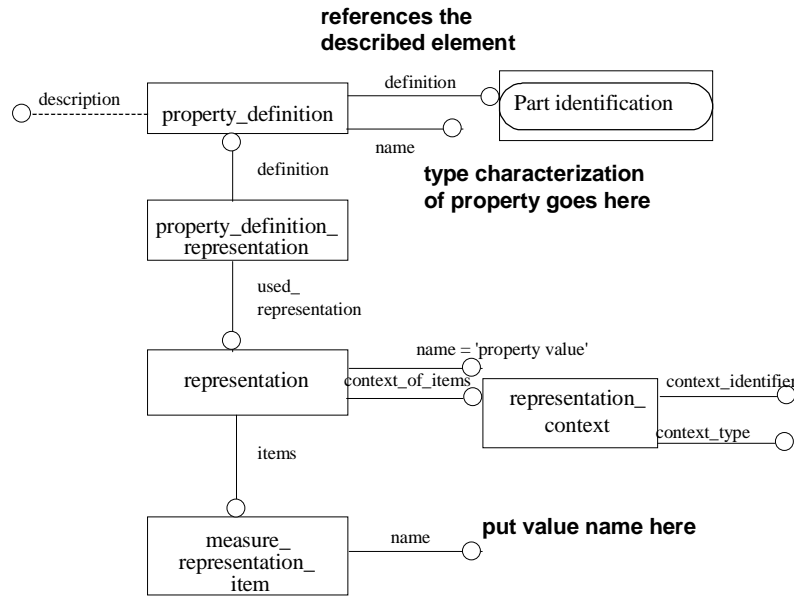 references the
described element
description
property_definition
definition
Part identification
name
type characterization
of property goes here
definition
property_definition_
representation
used_
representation
name = 'property value'
representation
context_of_items
representation_
context
context_identifier
context_type
items
measure_
representation_
item
name
put value name here